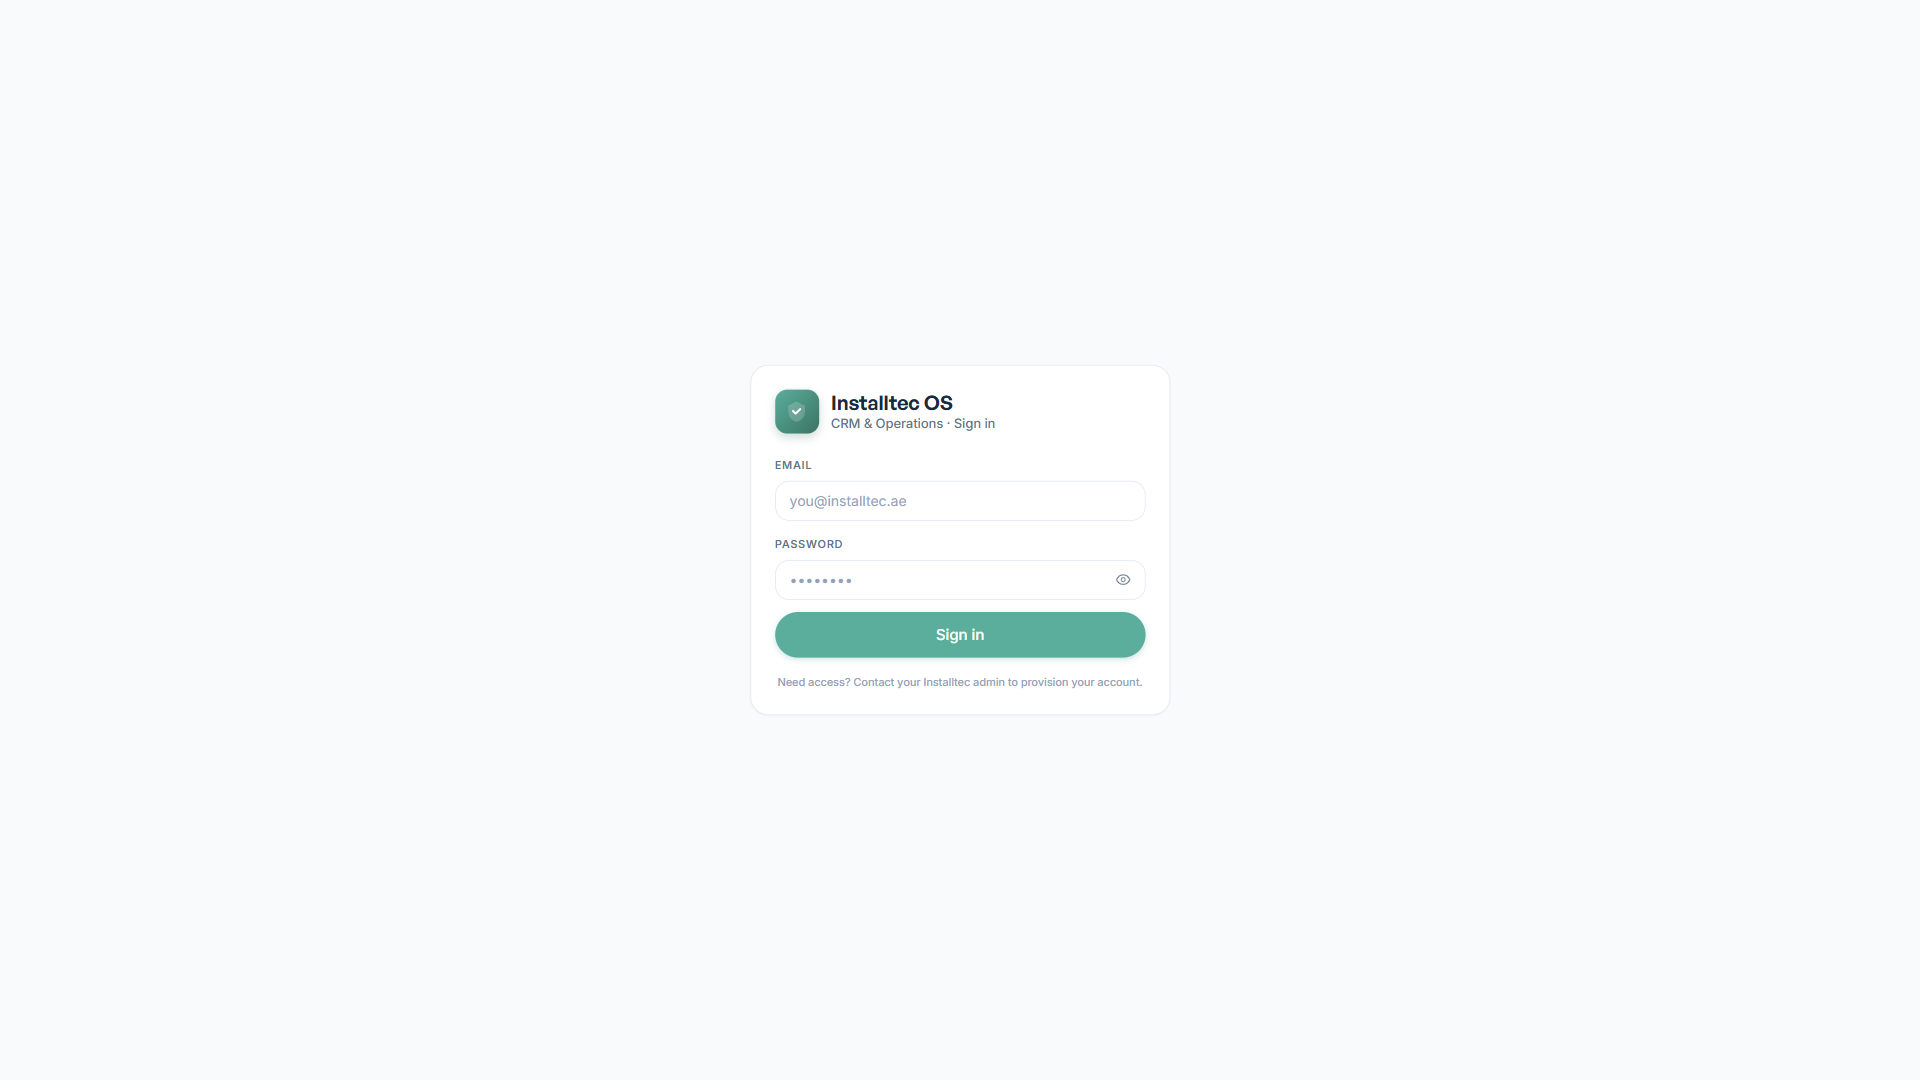 Installtec OS
CRM & Operations · Sign in
EMAIL
you@installtec.ae
PASSWORD
••••••••
Sign in
Need access? Contact your Installtec admin to provision your account.